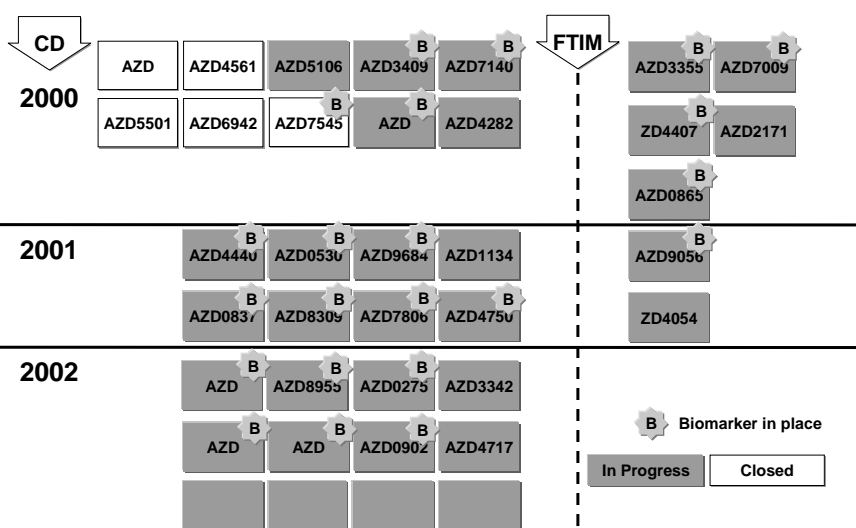 CD
FTIM
2000
AZD AZD4561 AZD5106 AZD3409 B AZD7140 B AZD3355 B AZD7009 B
AZD5501 AZD6942 AZD7545 B AZD B AZD4282 ZD4407 B AZD2171
AZD0865 B
2001
AZD4440 B AZD0530 B AZD9684 B AZD1134 AZD9056 B
AZD0837 B AZD8309 B AZD7806 B AZD4750 B ZD4054
2002
AZD B AZD8955 B AZD0275 B AZD3342
AZD B AZD B AZD0902 B AZD4717
B Biomarker in place
In Progress Closed